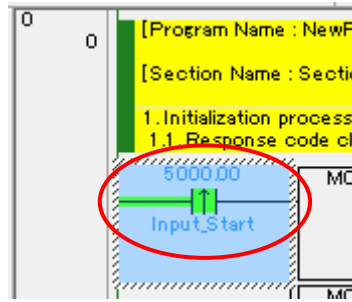 0
0
[Program Name : NewP
[Section Name : Sectio
1.Initialization process
1.1. Response code cl
5000.00
MO
Input_Start
MO